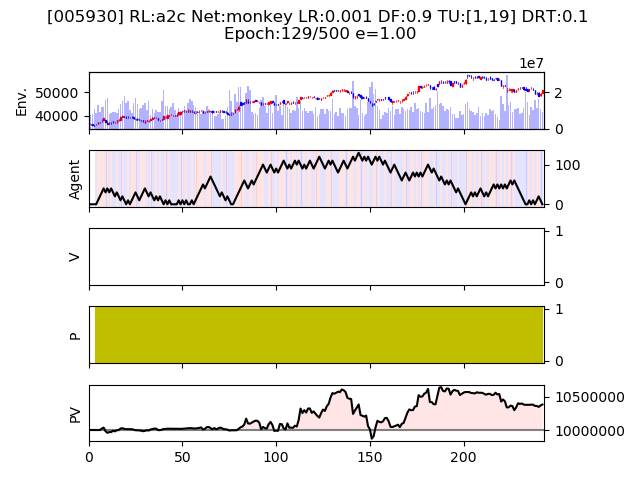 [005930] RL:a2c Net:monkey LR:0.001 DF:0.9 TU:[1,19] DRT:0.1
Epoch:129/500 e=1.00
1e7
Env.
50000
40000
2
0
Agent
100
0
V
1
0
P
1
0
PV
10500000
10000000
0 50 100 150 200